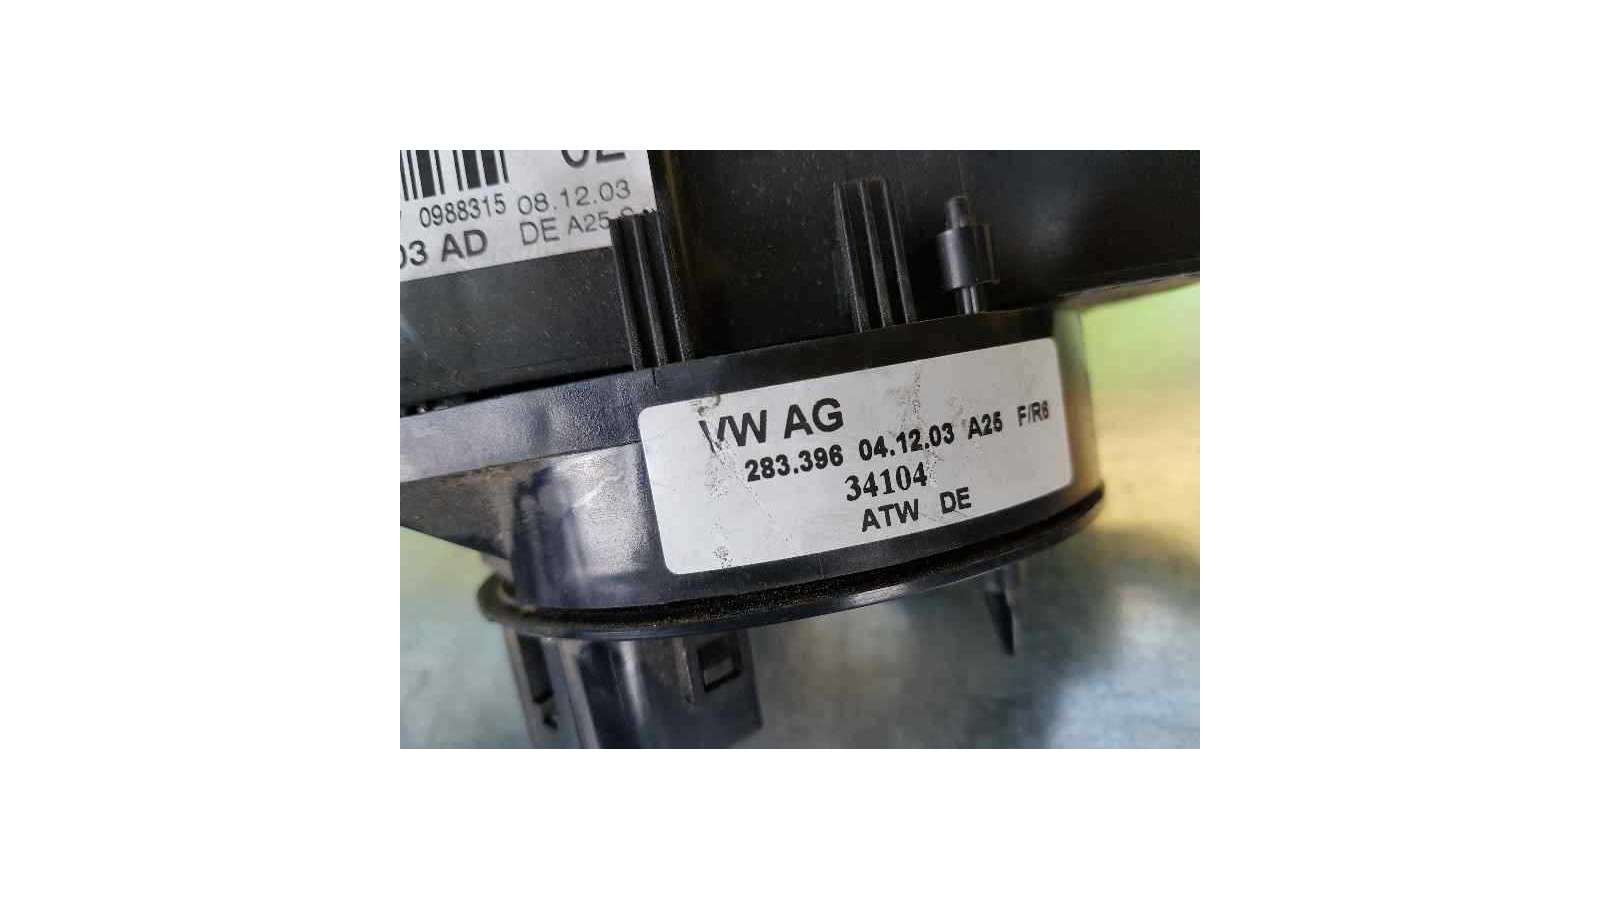 0988315 08.12.03
03 AD DE A25
VW AG
283.396 04.12.03 A25 F/R6
34104
ATW DE